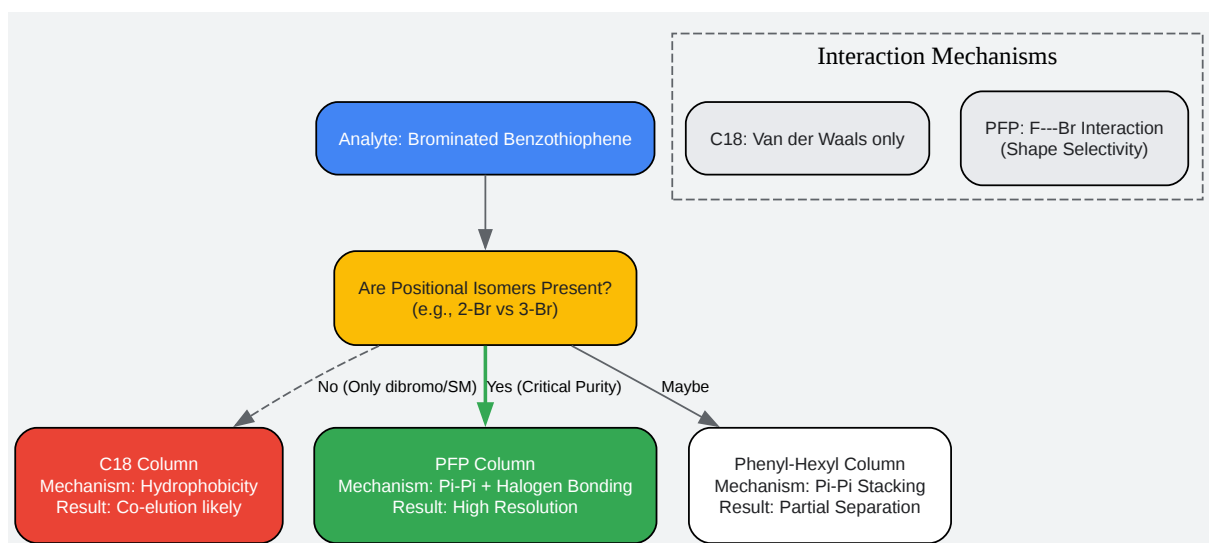 Interaction Mechanisms
Analyte: Brominated Benzothiophene
C18: Van der Waals only
PFP: F---Br Interaction
(Shape Selectivity)
Are Positional Isomers Present?
(e.g., 2-Br vs 3-Br)
No (Only dibromo/SM)
Yes (Critical Purity)
Maybe
C18 Column
Mechanism: Hydrophobicity
Result: Co-elution likely
PFP Column
Mechanism: Pi-Pi + Halogen Bonding
Result: High Resolution
Phenyl-Hexyl Column
Mechanism: Pi-Pi Stacking
Result: Partial Separation